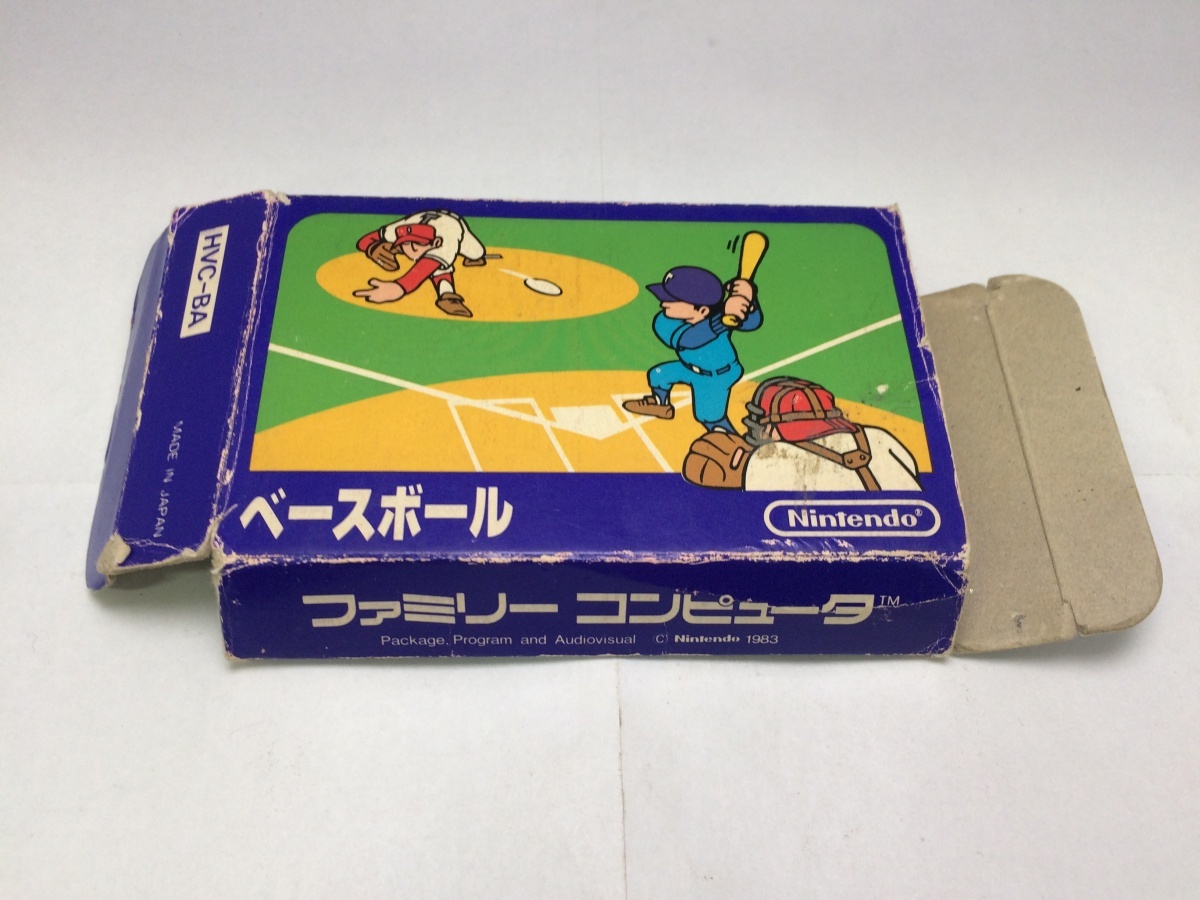 HVC-BA
MADE IN JAPAN
ベースボール
Nintendo®
ファミリー コンピュータ™
Package, Program and Audiovisual (C) Nintendo 1983